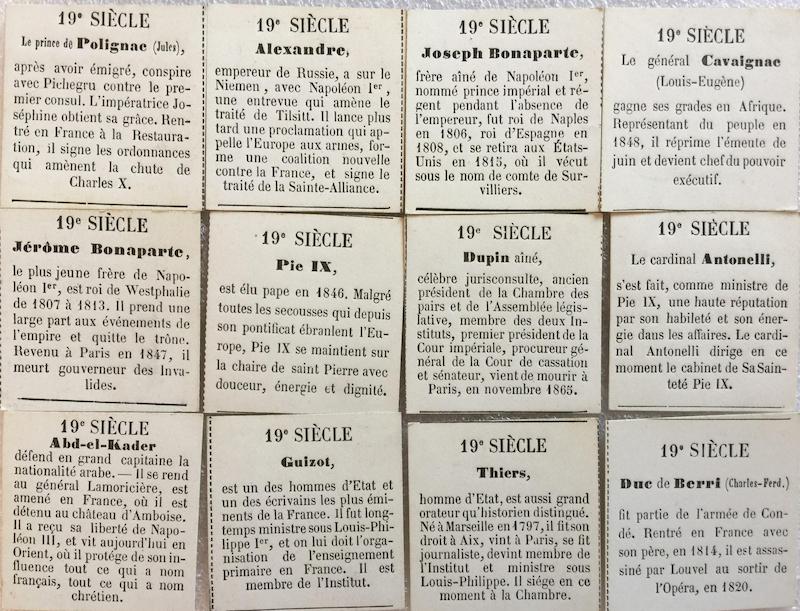 19e SIÈCLE
Le prince de Polignac (Jules),
après avoir émigré, conspire
avec Pichegru contre le pre-
mier consul. L'impératrice Jo-
séphine obtient sa grâce. Ren-
tré en France à la Restaura-
tion, il signe les ordonnances
qui amènent la chute de
Charles X.
19e SIÈCLE
Alexandre,
empereur de Russie, a sur le
Niemen, avec Napoléon Ier,
une entrevue qui amène le
traité de Tilsitt. Il lance plus
tard une proclamation qui ap-
pelle l'Europe aux armes, for-
me une coalition nouvelle
contre la France, et signe le
traité de la Sainte-Alliance.
19e SIÈCLE
Joseph Bonaparte,
frère aîné de Napoléon Ier,
nommé prince impérial et ré-
gent pendant l'absence de
l'empereur, fut roi de Naples
en 1806, roi d'Espagne en
1808, et se retira aux États-
Unis en 1815, où il vécut
sous le nom de comte de Sur-
villiers.
19e SIÈCLE
Le général Cavaignac
(Louis-Eugène)
gagne ses grades en Afrique.
Représentant du peuple en
1848, il réprime l'émeute de
juin et devient chef du pouvoir
exécutif.
19e SIÈCLE
Jérôme Bonaparte,
le plus jeune frère de Napo-
léon Ier, est roi de Westphalie
de 1807 à 1813. Il prend une
large part aux événements de
l'empire et quitte le trône.
Revenu à Paris en 1847, il
meurt gouverneur des Inva-
lides.
19e SIÈCLE
Pie IX,
est élu pape en 1846. Malgré
toutes les secousses qui depuis
son pontificat ébranlent l'Eu-
rope, Pie IX se maintient sur
la chaire de saint Pierre avec
douceur, énergie et dignité.
19e SIÈCLE
Dupin aîné,
célèbre jurisconsulte, ancien
président de la Chambre des
pairs et de l'Assemblée légis-
lative, membre des deux In-
stituts, premier président de la
Cour impériale, procureur gé-
néral de la Cour de cassation
et sénateur, vient de mourir à
Paris, en novembre 1865.
19e SIÈCLE
Le cardinal Antonelli,
s'est fait, comme ministre de
Pie IX, une haute réputation
par son habileté et son éner-
gie dans les affaires. Le cardi-
nal Antonelli dirige en ce
moment le cabinet de Sa Sain-
teté Pie IX.
19e SIÈCLE
Abd-el-Kader
défend en grand capitaine la
nationalité arabe. — Il se rend
au général Lamoricière, est
amené en France, où il est
détenu au château d'Amboise.
Il a reçu sa liberté de Napo-
léon III, et vit aujourd'hui en
Orient, où il protége de son in-
fluence tout ce qui a nom
français, tout ce qui a nom
chrétien.
19e SIÈCLE
Guizot,
est un des hommes d'Etat et
un des écrivains les plus émi-
nents de la France. Il fut long-
temps ministre sous Louis-Phi-
lippe Ier, et on lui doit l'orga-
nisation de l'enseignement
primaire en France. Il est
membre de l'Institut.
19e SIÈCLE
Thiers,
homme d'Etat, est aussi grand
orateur qu'historien distingué.
Né à Marseille en 1797, il fit son
droit à Aix, vint à Paris, se fit
journaliste, devint membre de
l'Institut et ministre sous
Louis-Philippe. Il siége en ce
moment à la Chambre.
19e SIÈCLE
Duc de Berri (Charles-Ferd.)
fit partie de l'armée de Con-
dé. Rentré en France avec
son père, en 1814, il est assas-
siné par Louvel au sortir de
l'Opéra, en 1820.